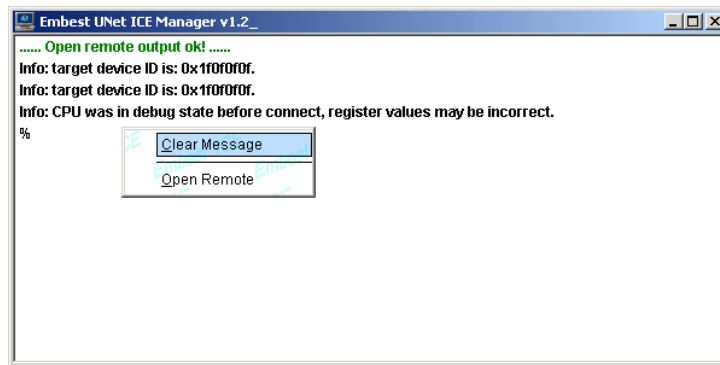 Embest UNet ICE Manager v1.2_
...... Open remote output ok! ......
Info: target device ID is: 0x1f0f0f0f.
Info: target device ID is: 0x1f0f0f0f.
Info: CPU was in debug state before connect, register values may be incorrect.
%
Clear Message
Open Remote